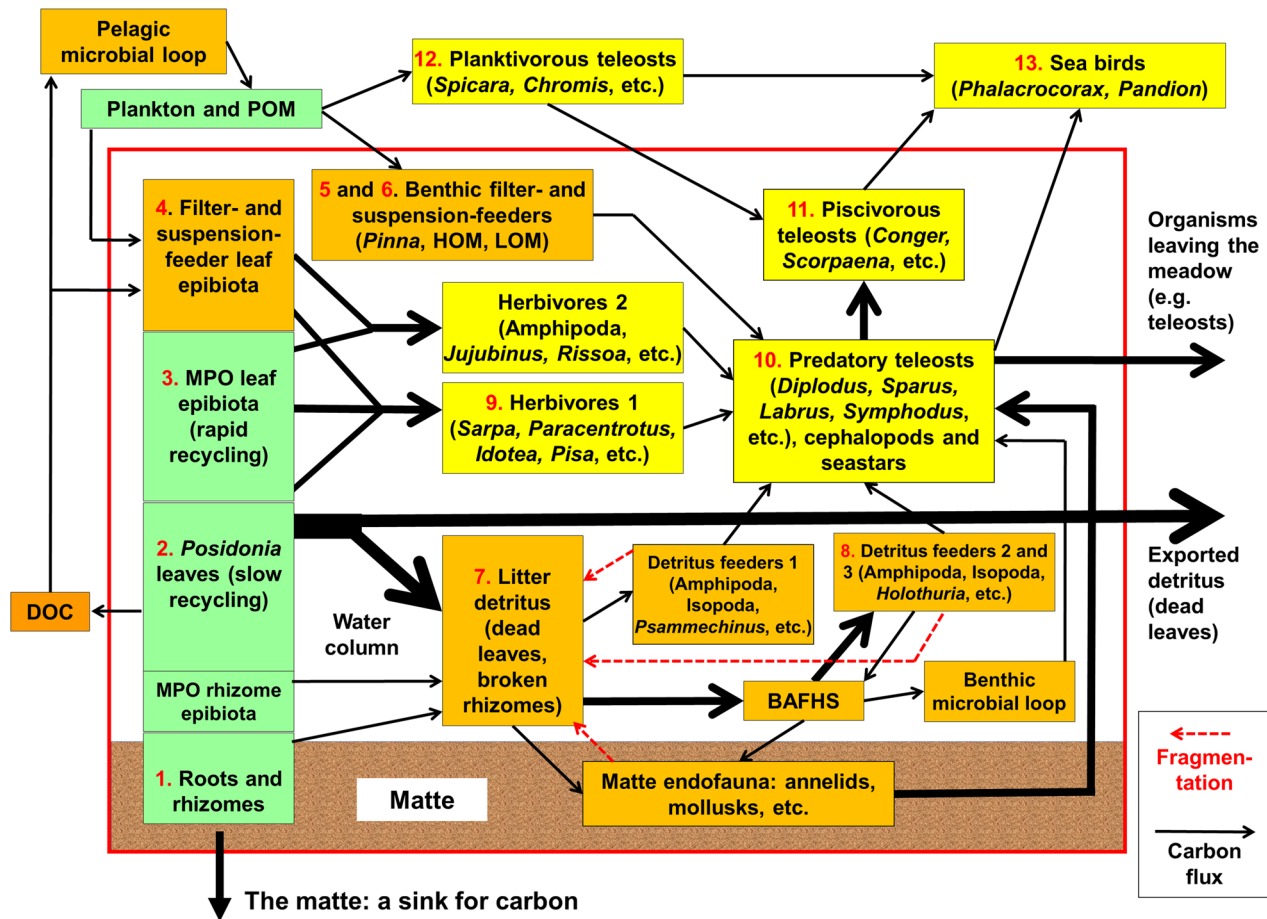 Pelagic
microbial loop
Plankton and POM
12. Planktivorous teleosts
(Spicara, Chromis, etc.)
13. Sea birds
(Phalacrocorax, Pandion)
4. Filter- and
suspension-
feeder leaf
epibiota
5 and 6. Benthic filter- and
suspension-feeders
(Pinna, HOM, LOM)
11. Piscivorous
teleosts (Conger,
Scorpaena, etc.)
Organisms
leaving the
meadow
(e.g.
teleosts)
Herbivores 2
(Amphipoda,
Jujubinus, Rissoa, etc.)
3. MPO leaf
epibiota
(rapid
recycling)
9. Herbivores 1
(Sarpa, Paracentrotus,
Idotea, Pisa, etc.)
10. Predatory teleosts
(Diplodus, Sparus,
Labrus, Symphodus,
etc.), cephalopods and
seastars
2. Posidonia
leaves (slow
recycling)
DOC
Water
column
7. Litter
detritus
(dead
leaves,
broken
rhizomes)
Detritus feeders 1
(Amphipoda,
Isopoda,
Psammechinus, etc.)
8. Detritus feeders 2 and
3 (Amphipoda, Isopoda,
Holothuria, etc.)
Exported
detritus
(dead
leaves)
MPO rhizome
epibiota
BAFHS
Benthic
microbial loop
1. Roots and
rhizomes
Matte
Matte endofauna: annelids,
mollusks, etc.
Fragmen-
tation
Carbon
flux
The matte: a sink for carbon